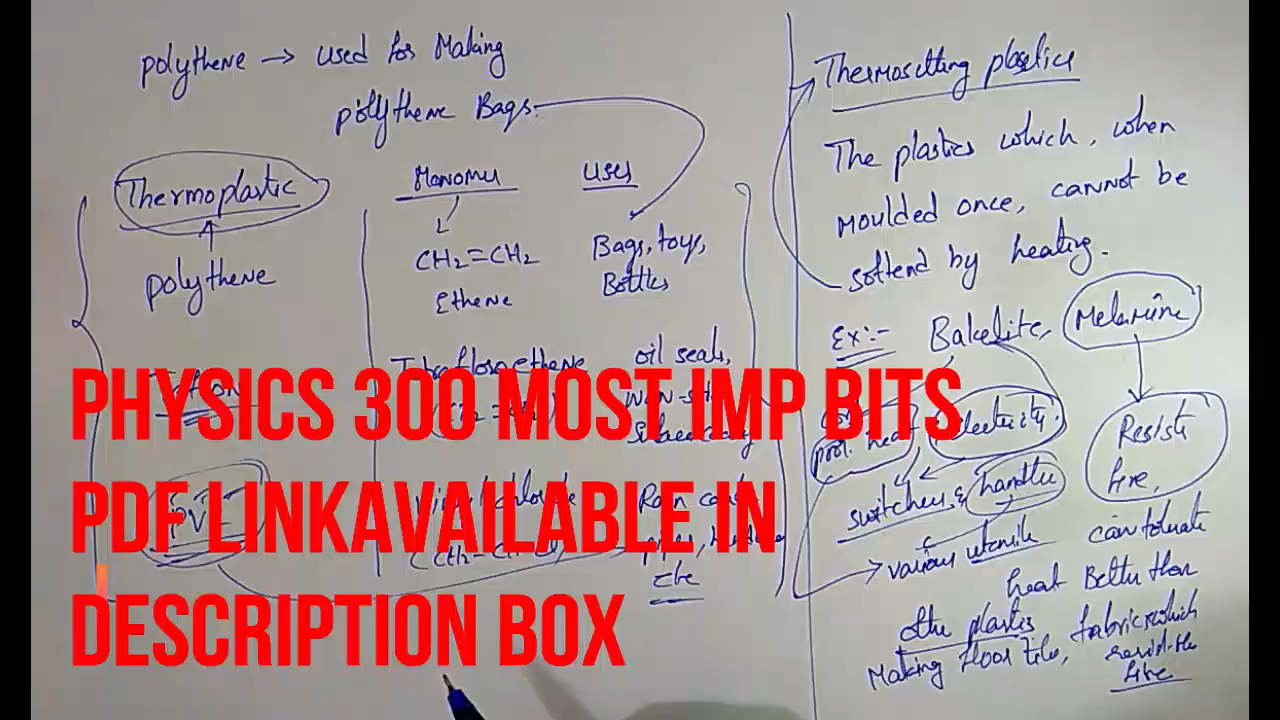 polythene → used for Making
polythene Bags.
Thermoplastic
Monomer
Uses
polythene
CH2=CH2
Ethene
Bags, toys,
Bottles
oil seals,
etc
PHYSICS 300 MOST IMP BITS
PDF LINKAVAILABLE IN
DESCRIPTION BOX
Thermosetting plastics
The plastics which, when
moulded once, cannot be
softend by heating.
Ex:- Bakelite, Melamine
electricity.
switches, & handles
various utensils
Resists
fire,
can tolerate
heat Better than
other plastics
Making floor tiles, fabrics which
resist the
fire